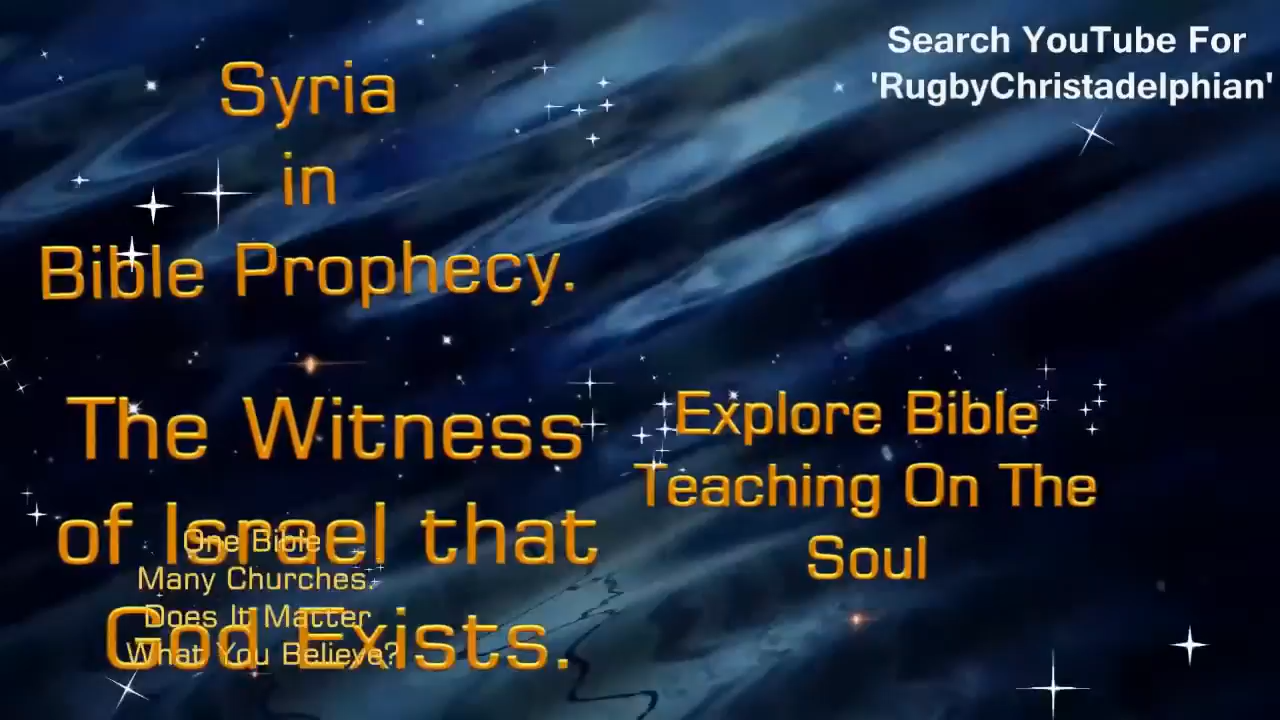 Search YouTube For
'RugbyChristadelphian'
Syria
in
Bible Prophecy.
The Witness
of Israel that
God Exists.
One Bible
Many Churches.
Does It Matter
What You Believe?
Explore Bible
Teaching On The
Soul